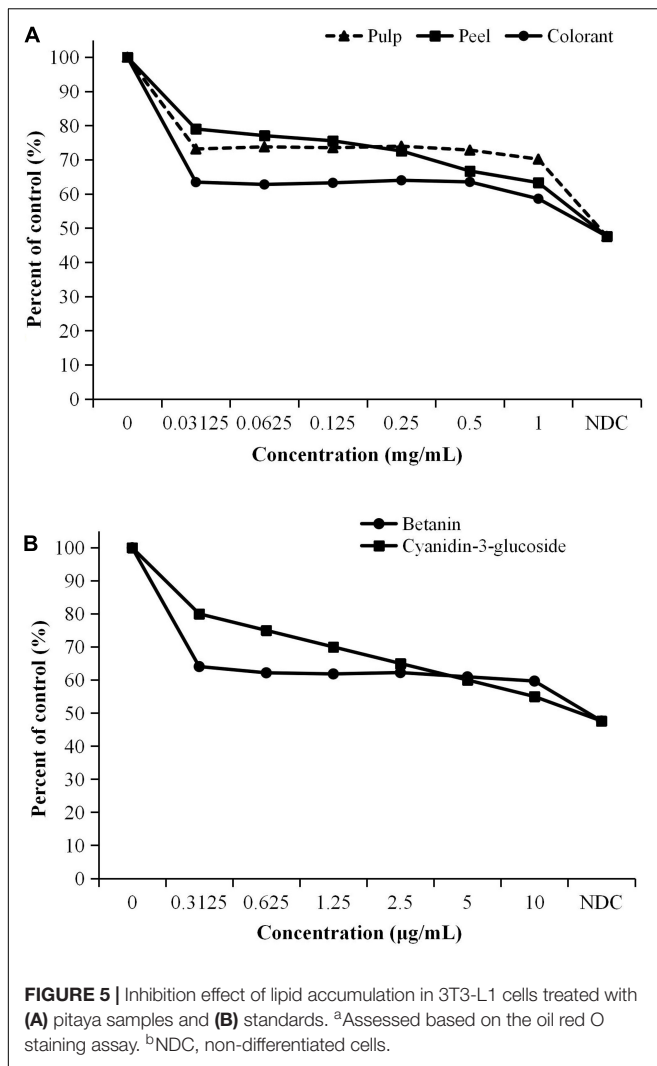 A
Pulp Peel Colorant
Percent of control (%)
100
90
80
70
60
50
40
30
20
10
0
0 0.03125 0.0625 0.125 0.25 0.5 1 NDC
Concentration (mg/mL)
B
Betanin
Cyanidin-3-glucoside
Percent of control (%)
100
90
80
70
60
50
40
30
20
10
0
0 0.3125 0.625 1.25 2.5 5 10 NDC
Concentration (μg/mL)
FIGURE 5 | Inhibition effect of lipid accumulation in 3T3-L1 cells treated with
(A) pitaya samples and (B) standards. ᵃAssessed based on the oil red O
staining assay. ᵇNDC, non-differentiated cells.